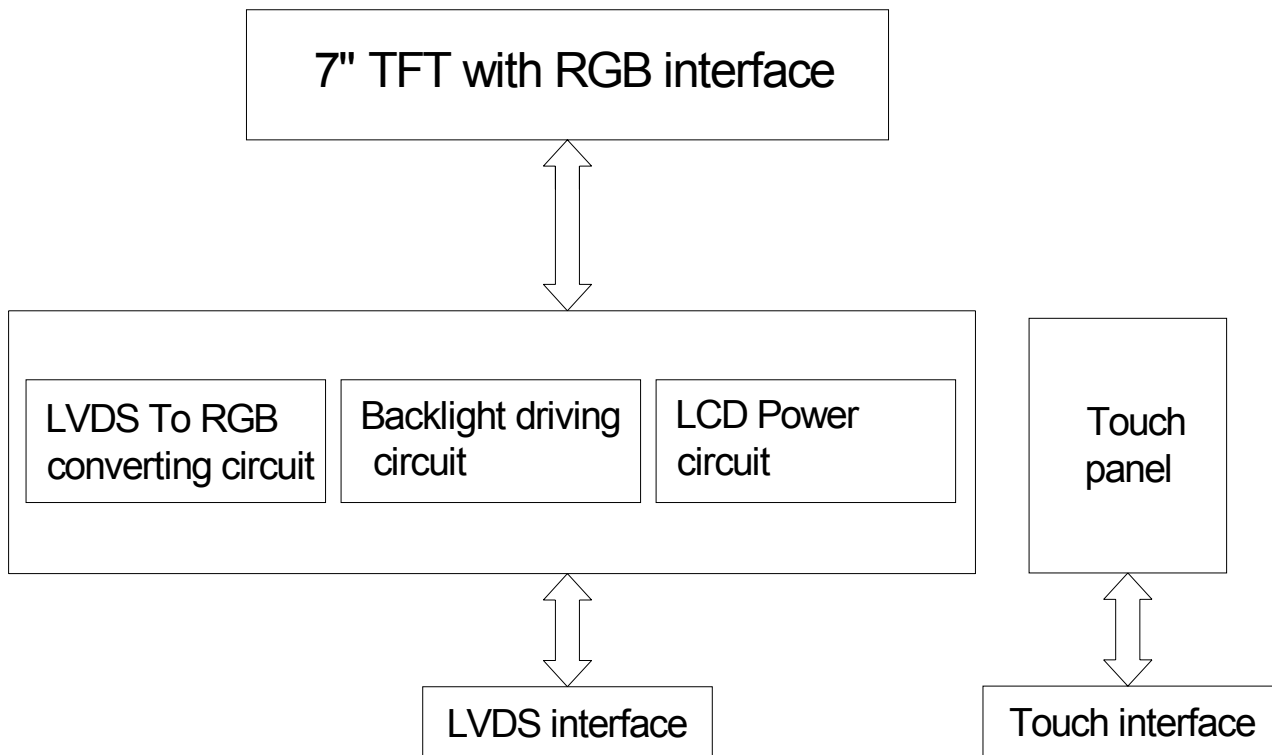 7" TFT with RGB interface
LVDS To RGB
converting circuit
Backlight driving
circuit
LCD Power
circuit
Touch
panel
LVDS interface
Touch interface